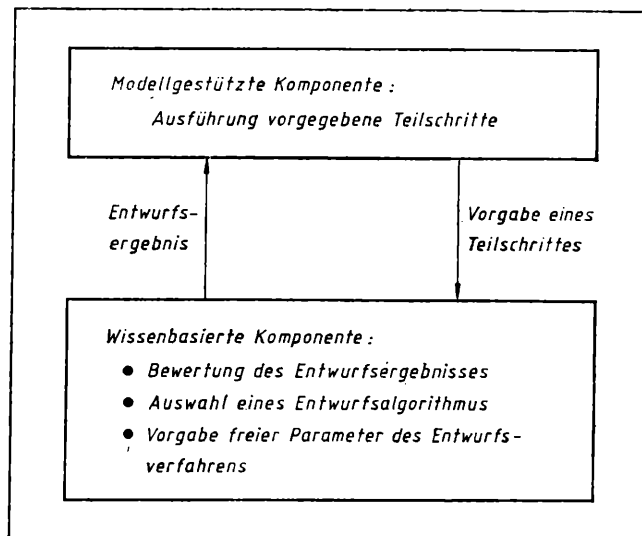 Modellgestützte Komponente :
Ausführung vorgegebene Teilschritte
Entwurfs-
ergebnis
Vorgabe eines
Teilschrittes
Wissenbasierte Komponente :
● Bewertung des Entwurfsergebnisses
● Auswahl eines Entwurfsalgorithmus
● Vorgabe freier Parameter des Entwurfs-
verfahrens